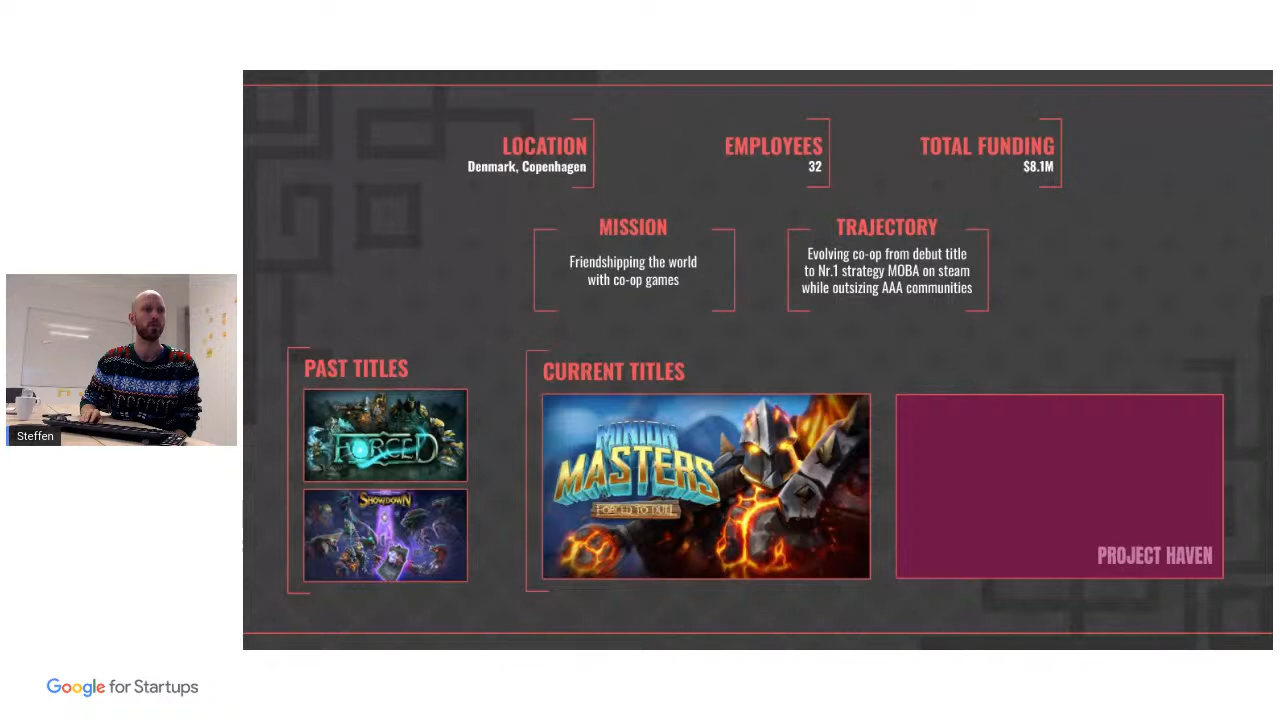 LOCATION
Denmark, Copenhagen
EMPLOYEES
32
TOTAL FUNDING
$8.1M
MISSION
Friendshipping the world
with co-op games
TRAJECTORY
Evolving co-op from debut title
to Nr.1 strategy MOBA on steam
while outsizing AAA communities
Steffen
PAST TITLES
FORCED
SHOWDOWN
CURRENT TITLES
MINION
MASTERS
FORCED TO DUEL
PROJECT HAVEN
Google for Startups